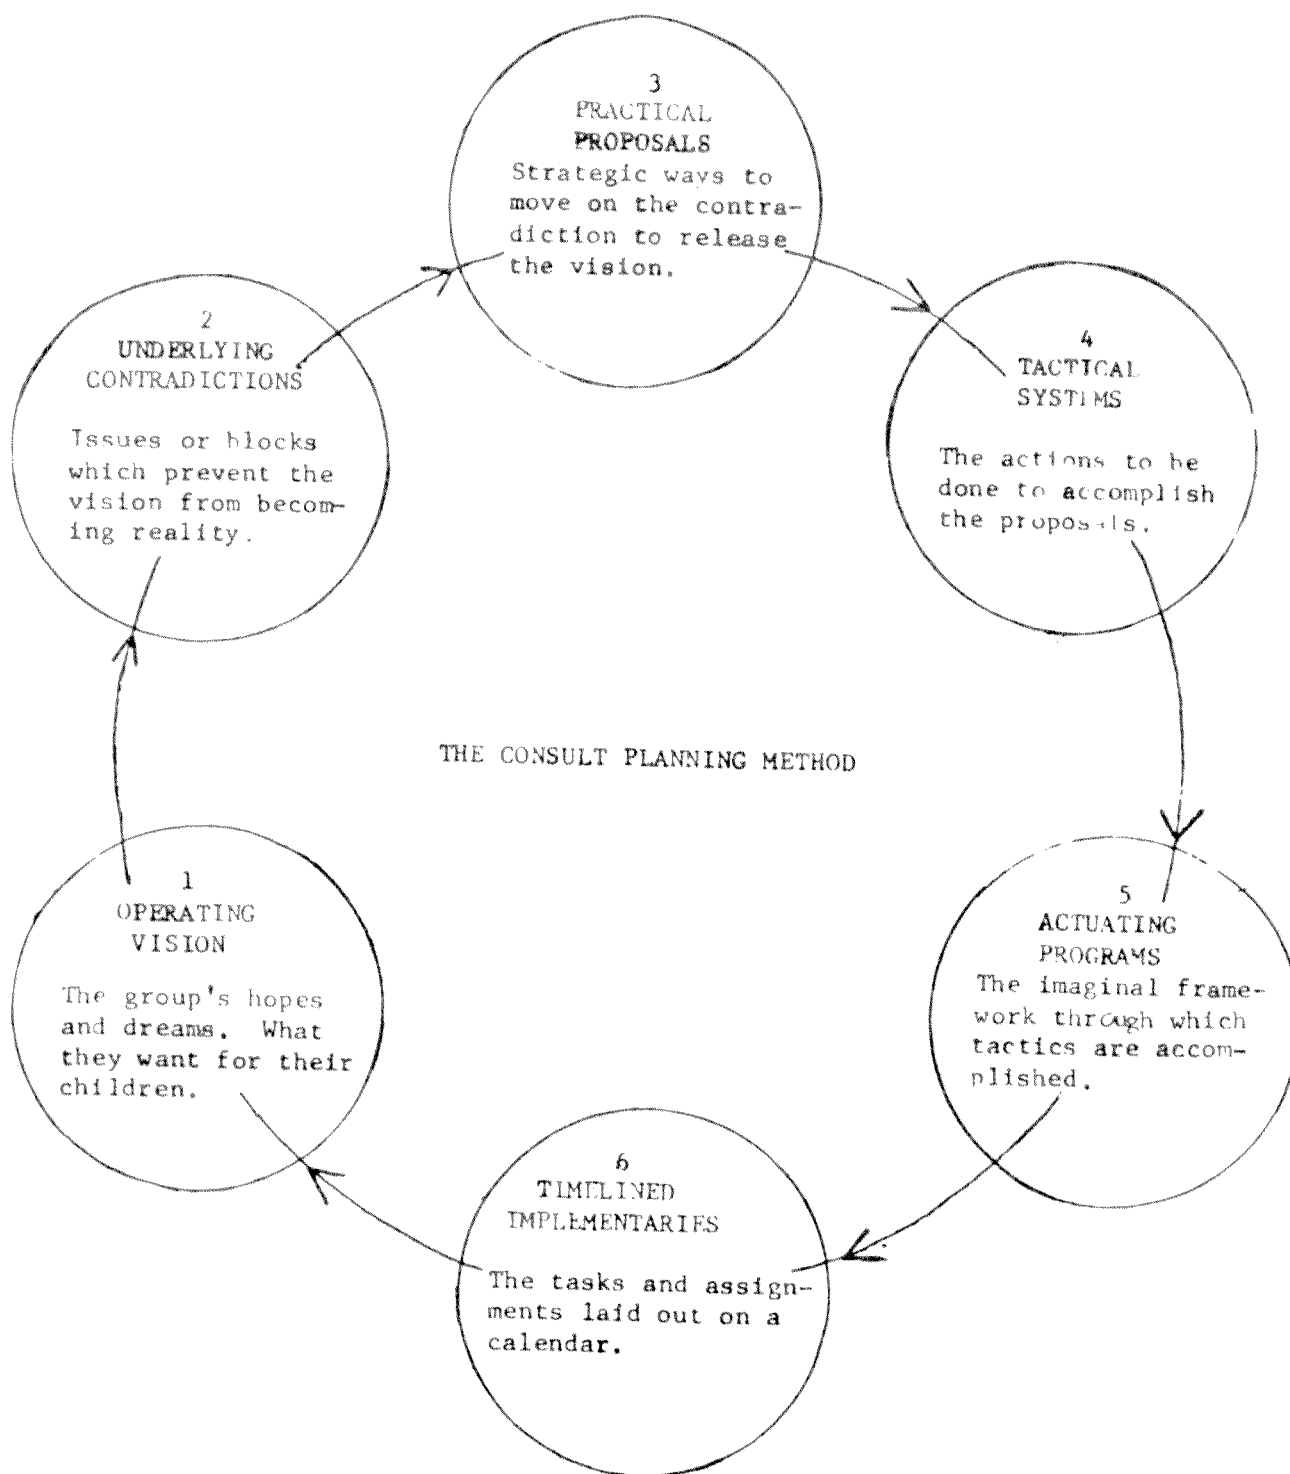 3
PRACTICAL
PROPOSALS
Strategic ways to
move on the contra-
diction to release
the vision.
2
UNDERLYING
CONTRADICTIONS
Issues or blocks
which prevent the
vision from becom-
ing reality.
4
TACTICAL
SYSTEMS
The actions to be
done to accomplish
the proposals.
THE CONSULT PLANNING METHOD
1
OPERATING
VISION
The group's hopes
and dreams. What
they want for their
children.
5
ACTUATING
PROGRAMS
The imaginal frame-
work through which
tactics are accom-
plished.
6
TIMELINED
IMPLEMENTARIES
The tasks and assign-
ments laid out on a
calendar.